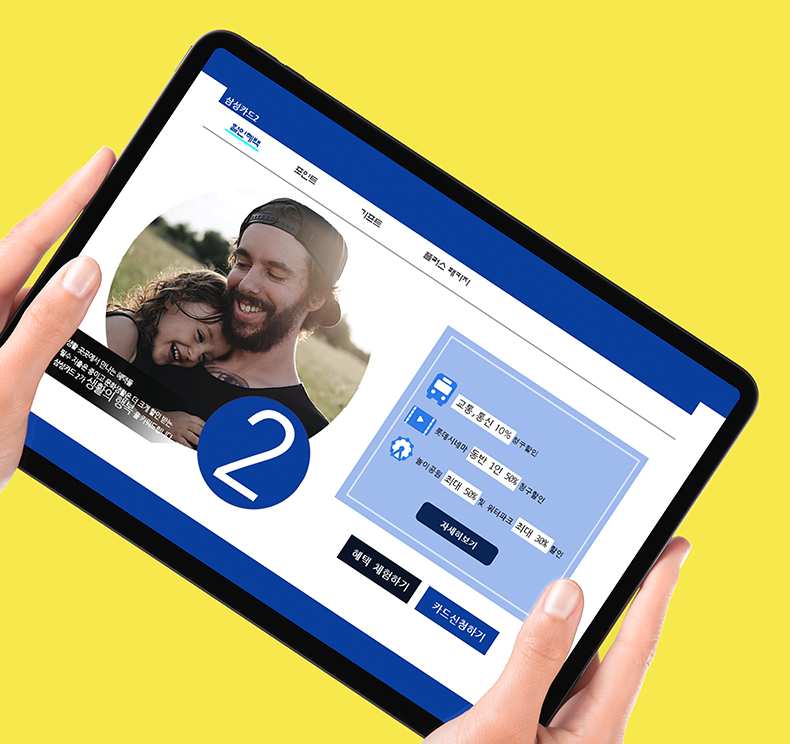 삼성카드2
할인혜택
포인트
기프트
플러스 패키지
생활 곳곳에서 만나는 혜택들
필수 지출은 줄이고 문화생활은 더 크게 할인 받는
삼성카드 2가 생활의 행복을 키워드립니다
2
교통,통신 10% 청구할인
롯데시네마 동반 1인 50% 청구할인
놀이공원 최대 50% 및 워터파크 최대 30% 할인
자세히보기
혜택 체험하기
카드신청하기